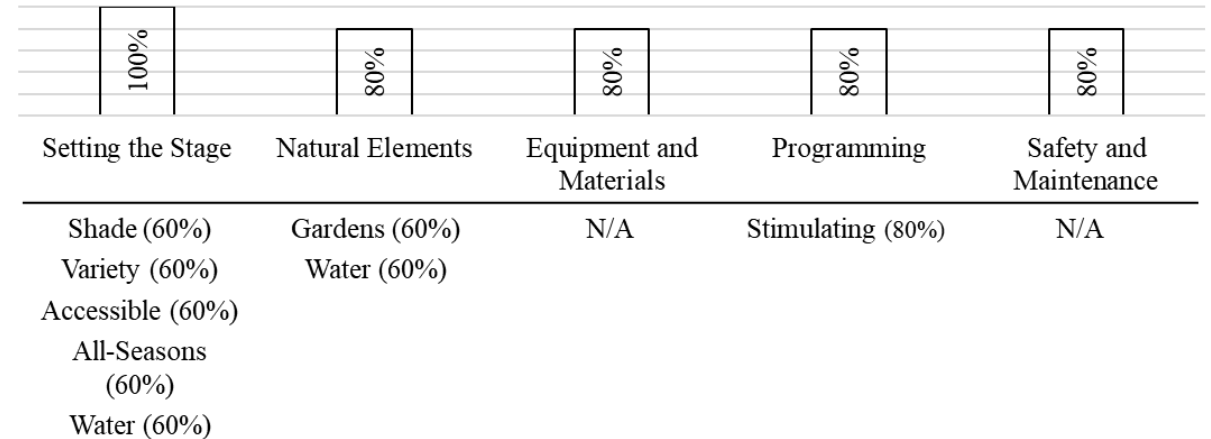 100%
80%
80%
80%
80%
Setting the Stage
Natural Elements
Equipment and
Materials
Programming
Safety and
Maintenance
Shade (60%)
Gardens (60%)
N/A
Stimulating (80%)
N/A
Variety (60%)
Water (60%)
Accessible (60%)
All-Seasons
(60%)
Water (60%)